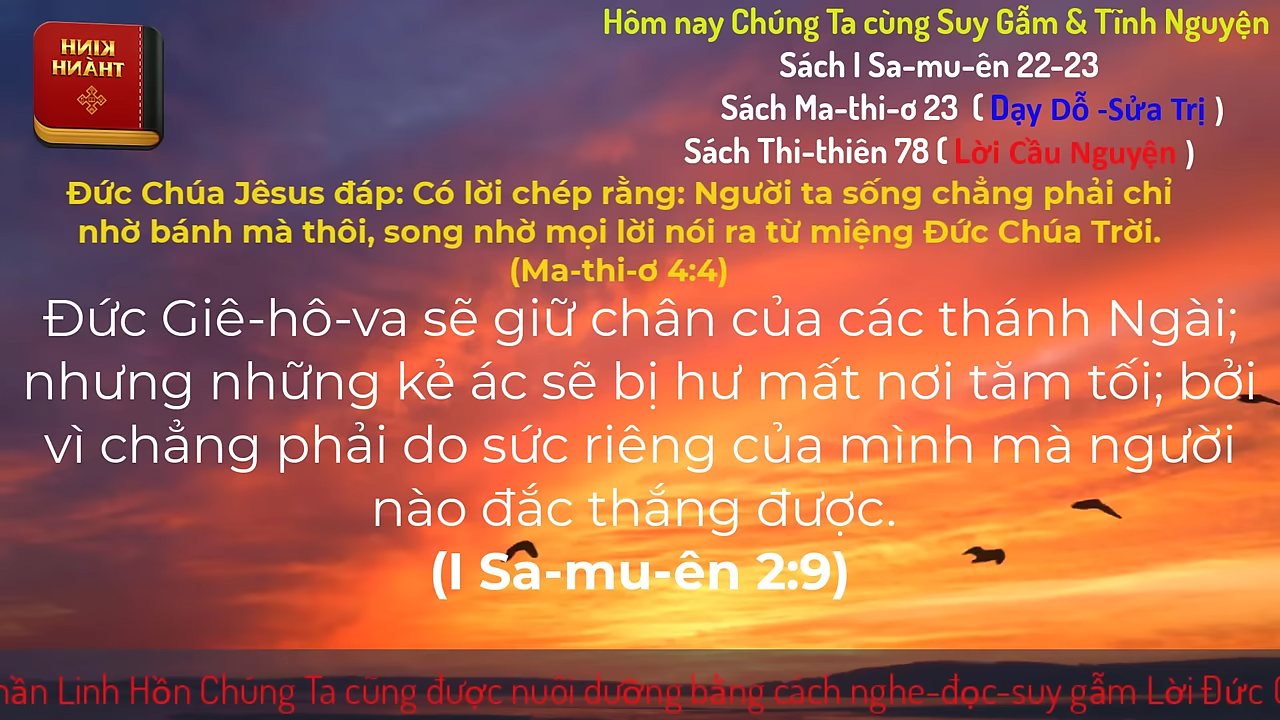 KINH
THÀNH
Hôm nay Chúng Ta cùng Suy Gẫm & Tĩnh Nguyện
Sách I Sa-mu-ên 22-23
Sách Ma-thi-ơ 23 ( Dạy Dỗ -Sửa Trị )
Sách Thi-thiên 78 ( Lời Cầu Nguyện )
Đức Chúa Jêsus đáp: Có lời chép rằng: Người ta sống chẳng phải chỉ
nhờ bánh mà thôi, song nhờ mọi lời nói ra từ miệng Đức Chúa Trời.
(Ma-thi-ơ 4:4)
Đức Giê-hô-va sẽ giữ chân của các thánh Ngài;
nhưng những kẻ ác sẽ bị hư mất nơi tăm tối; bởi
vì chẳng phải do sức riêng của mình mà người
nào đắc thắng được.
(I Sa-mu-ên 2:9)
Linh Hồn Chúng Ta cũng được nuôi dưỡng bằng cách nghe-đọc-suy gẫm Lời Đức